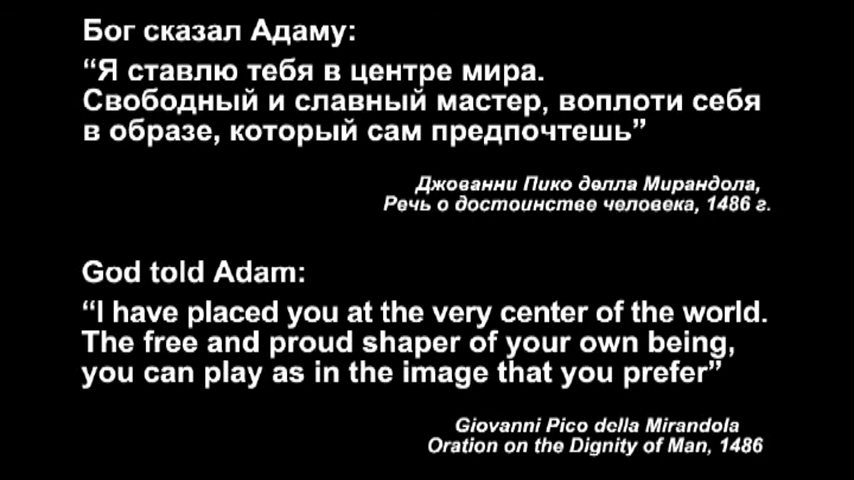 Бог сказал Адаму:
“Я ставлю тебя в центре мира.
Свободный и славный мастер, воплоти себя
в образе, который сам предпочтешь”
Джованни Пико делла Мирандола,
Речь о достоинстве человека, 1486 г.
God told Adam:
“I have placed you at the very center of the world.
The free and proud shaper of your own being,
you can play as in the image that you prefer”
Giovanni Pico della Mirandola
Oration on the Dignity of Man, 1486